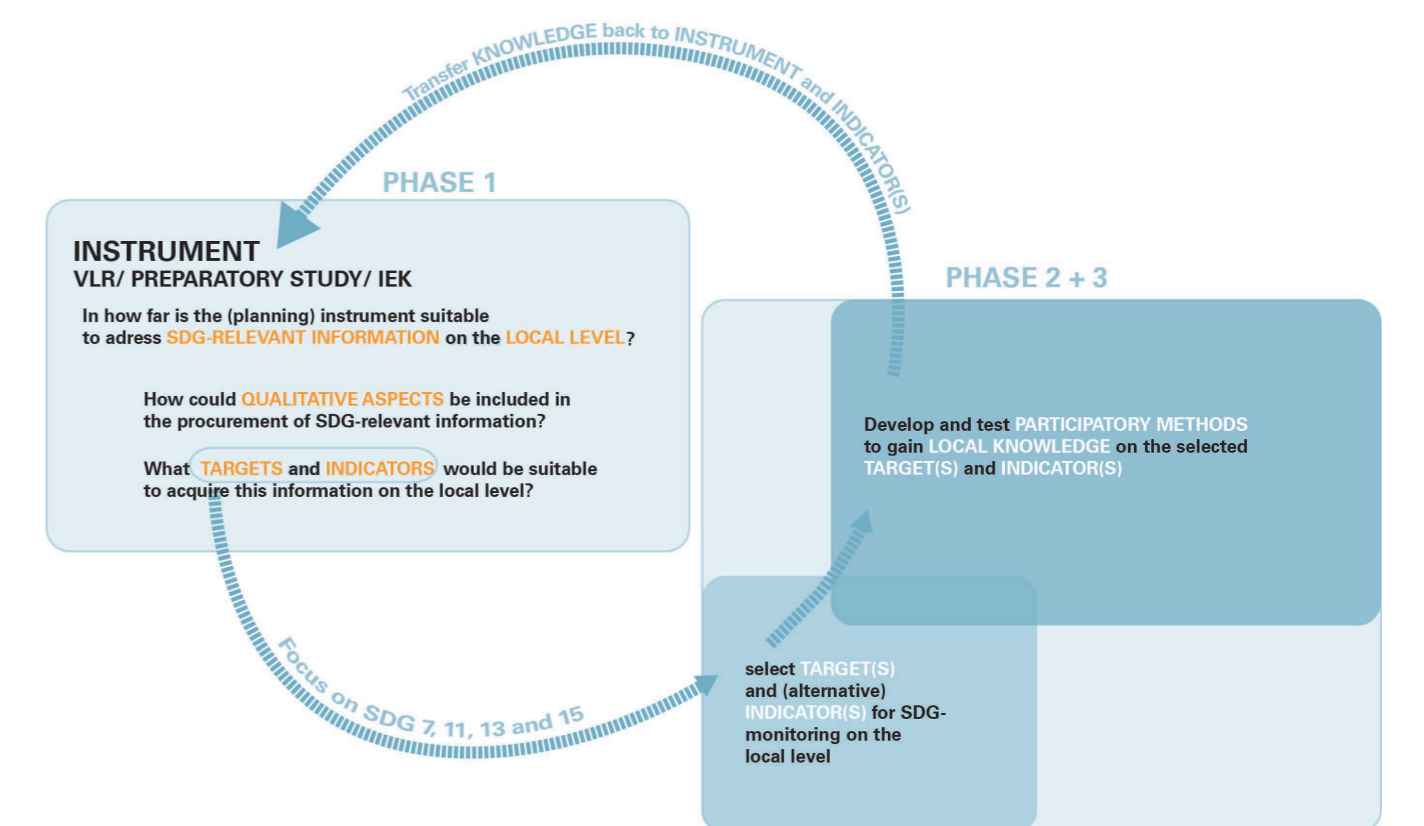 Transfer KNOWLEDGE back to INSTRUMENT and INDICATOR(S)
PHASE 1
INSTRUMENT
VLR/ PREPARATORY STUDY/ IEK
In how far is the (planning) instrument suitable
to adress SDG-RELEVANT INFORMATION on the LOCAL LEVEL?
How could QUALITATIVE ASPECTS be included in
the procurement of SDG-relevant information?
What TARGETS and INDICATORS would be suitable
to acquire this information on the local level?
Focus on SDG 7, 11, 13 and 15
PHASE 2 + 3
Develop and test PARTICIPATORY METHODS
to gain LOCAL KNOWLEDGE on the selected
TARGET(S) and INDICATOR(S)
select TARGET(S)
and (alternative)
INDICATOR(S) for SDG-
monitoring on the
local level